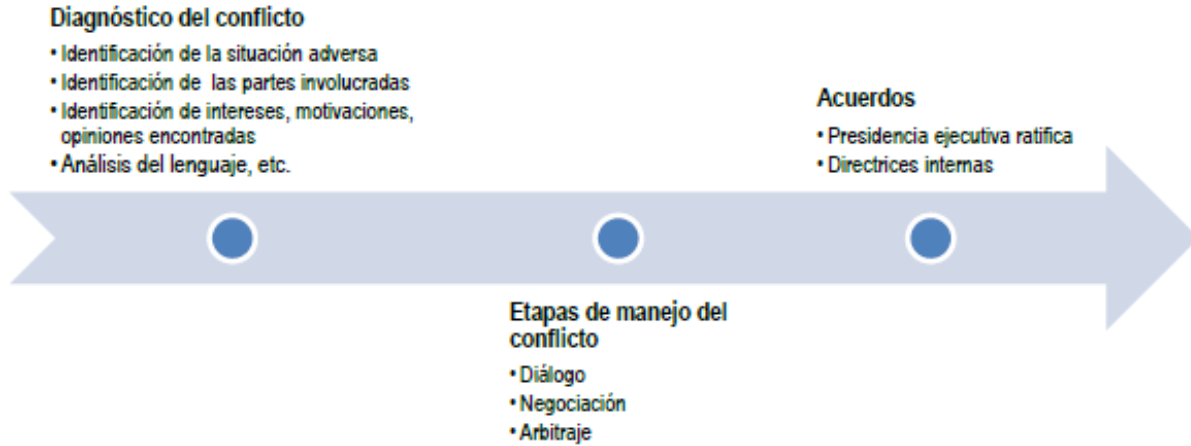 Diagnóstico del conflicto
• Identificación de la situación adversa
• Identificación de  las partes involucradas
• Identificación de intereses, motivaciones,
opiniones encontradas
• Análisis del lenguaje, etc.
Etapas de manejo del
conflicto
• Diálogo
• Negociación
• Arbitraje
Acuerdos
• Presidencia ejecutiva ratifica
• Directrices internas